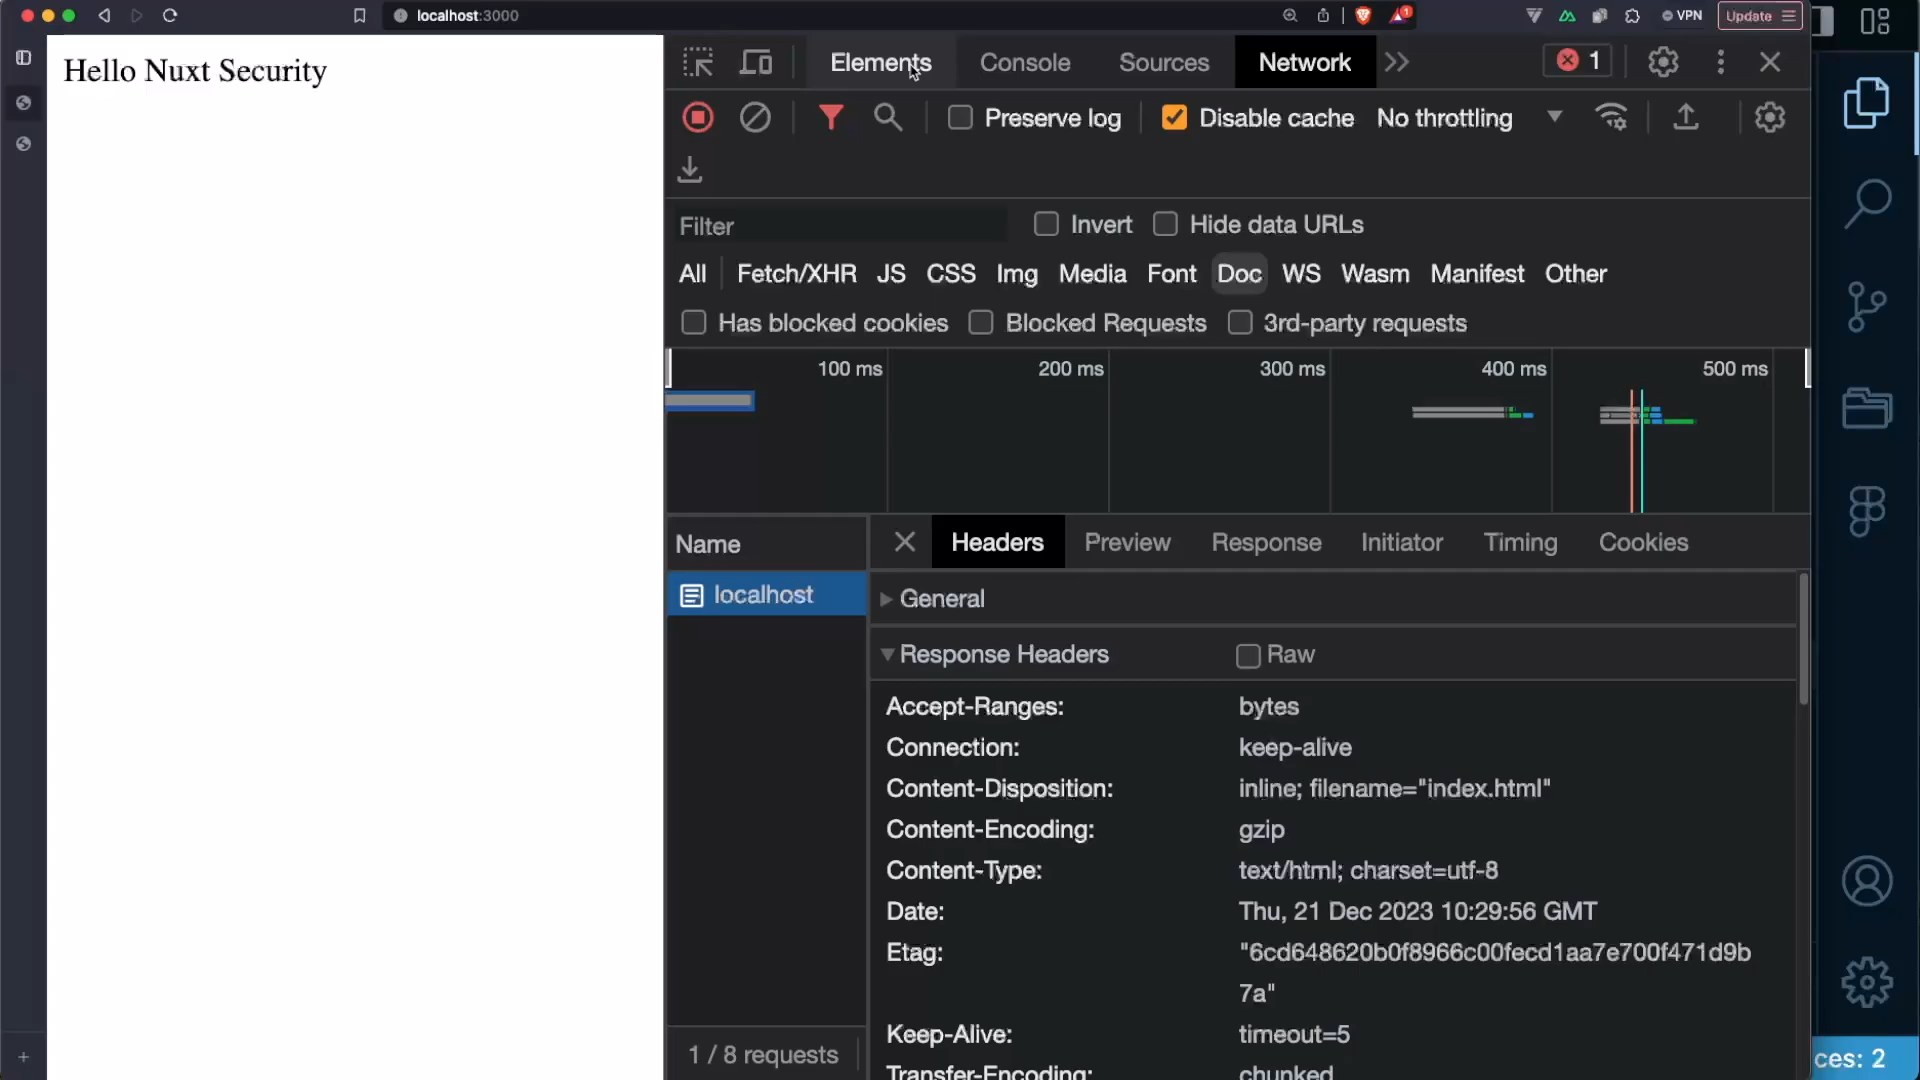 localhost:3000
1
VPN
Update
Hello Nuxt Security
Elements
Console
Sources
Network
1
Preserve log
Disable cache
No throttling
Filter
Invert
Hide data URLs
All
Fetch/XHR
JS
CSS
Img
Media
Font
Doc
WS
Wasm
Manifest
Other
Has blocked cookies
Blocked Requests
3rd-party requests
100 ms
200 ms
300 ms
400 ms
500 ms
Name
Headers
Preview
Response
Initiator
Timing
Cookies
localhost
General
Response Headers
Raw
Accept-Ranges: bytes
Connection: keep-alive
Content-Disposition: inline; filename="index.html"
Content-Encoding: gzip
Content-Type: text/html; charset=utf-8
Date: Thu, 21 Dec 2023 10:29:56 GMT
Etag: "6cd648620b0f8966c00fecd1aa7e700f471d9b
7a"
Keep-Alive: timeout=5
Transfer-Encoding: chunked
1 / 8 requests
ces: 2